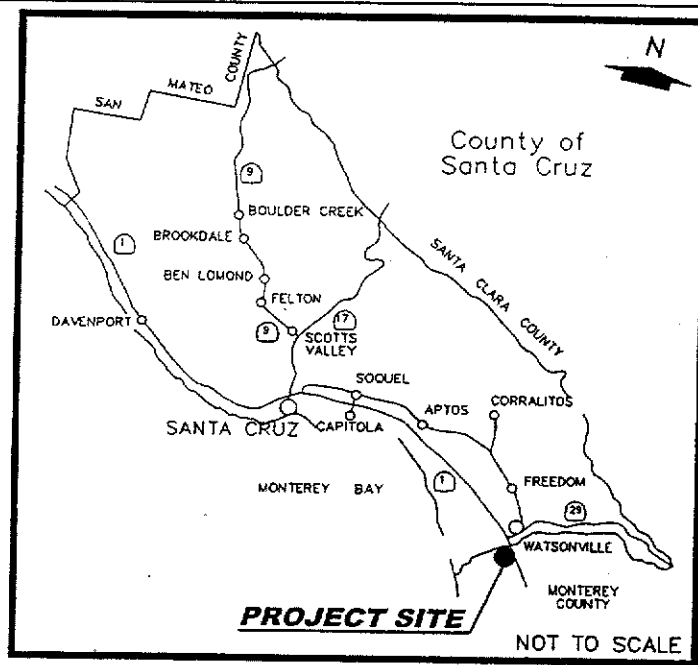 N
County of
Santa Cruz
SAN
MATEO
COUNTY
9
BOULDER CREEK
BROOKDALE
1
BEN LOMOND
SANTA CLARA COUNTY
FELTON
DAVENPORT
9
17
SCOTTS
VALLEY
SOQUEL
APTOS
CORRALITOS
SANTA CRUZ
CAPITOLA
MONTEREY BAY
1
FREEDOM
29
WATSONVILLE
MONTEREY
COUNTY
PROJECT SITE
NOT TO SCALE